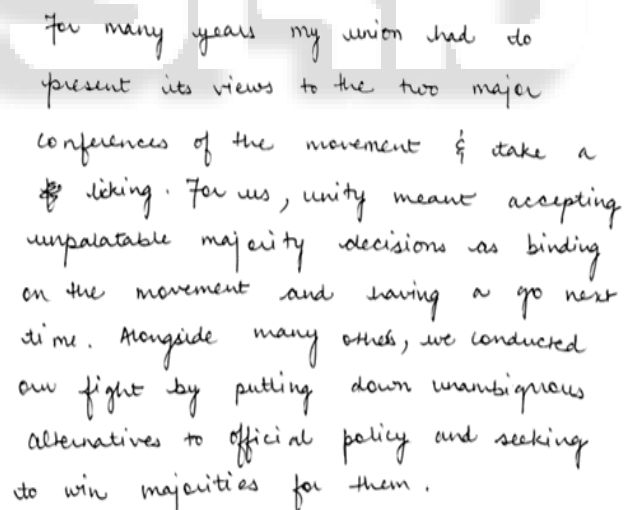 For many years my union had to
present its views to the two major
conferences of the movement & take a
licking. For us, unity meant accepting
unpalatable majority decisions as binding
on the movement and having a go next
time. Alongside many others, we conducted
our fight by putting down unambiguous
alternatives to official policy and seeking
to win majorities for them.